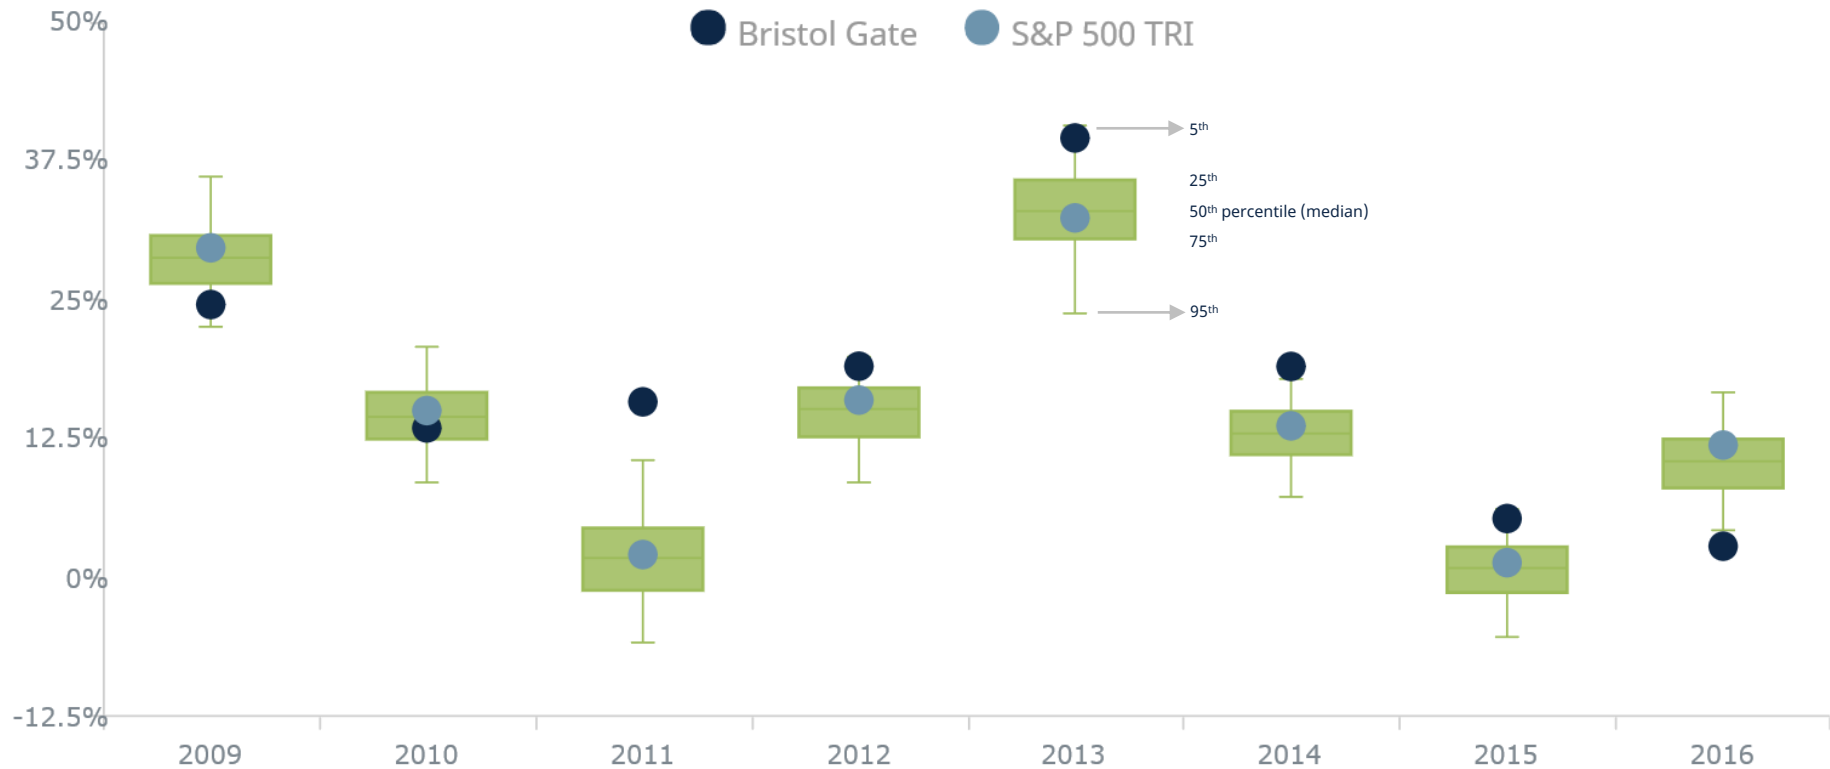 Bristol Gate
S&P 500 TRI
50%
37.5%
25%
12.5%
0%
-12.5%
5th
25th
50th percentile (median)
75th
95th
2009 2010 2011 2012 2013 2014 2015 2016